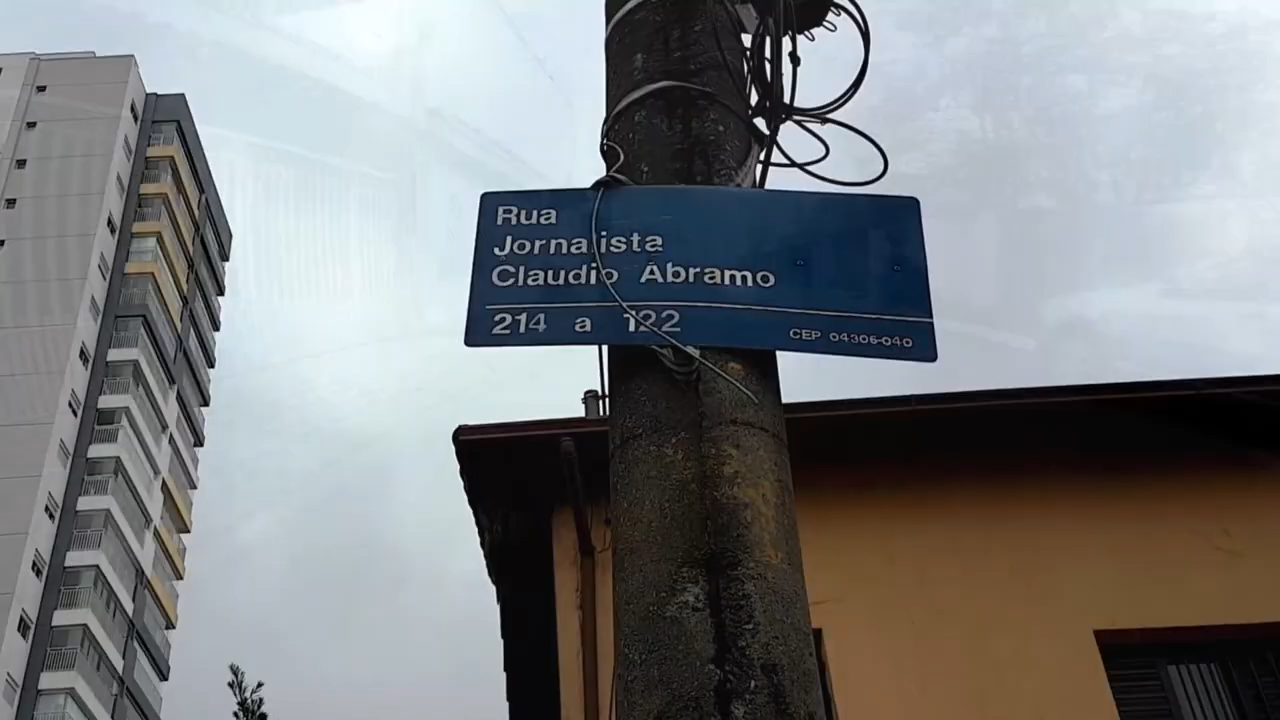 Rua
Jornalista
Claudio Abramo
214 a 122
CEP 04306-040